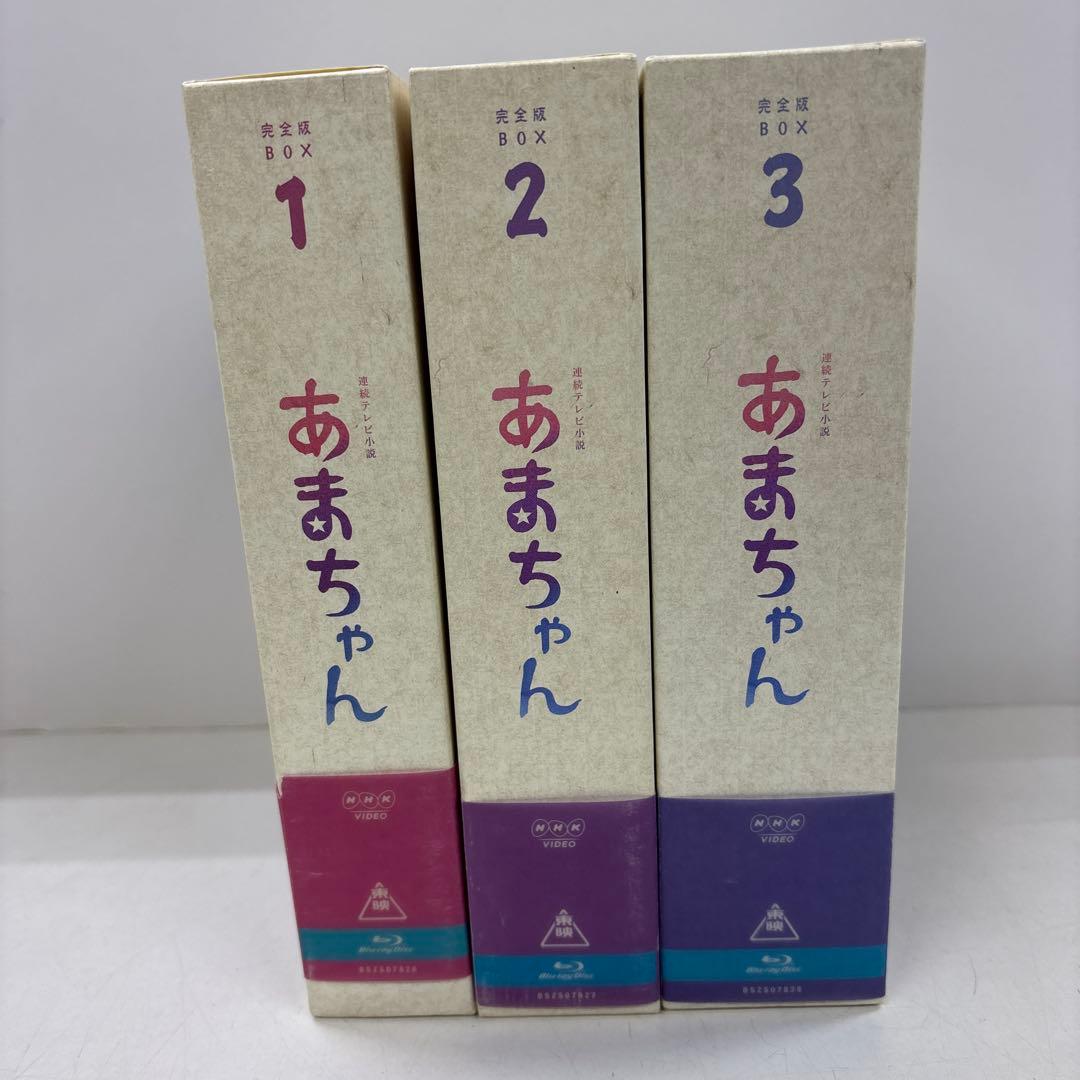 完全版
BOX
1
連続テレビ小説
あまちゃん
NHK
VIDEO
東映
Blu-ray Disc
完全版
BOX
2
連続テレビ小説
あまちゃん
NHK
VIDEO
東映
Blu-ray Disc
BSZS07827
完全版
BOX
3
連続テレビ小説
あまちゃん
NHK
VIDEO
東映
Blu-ray Disc